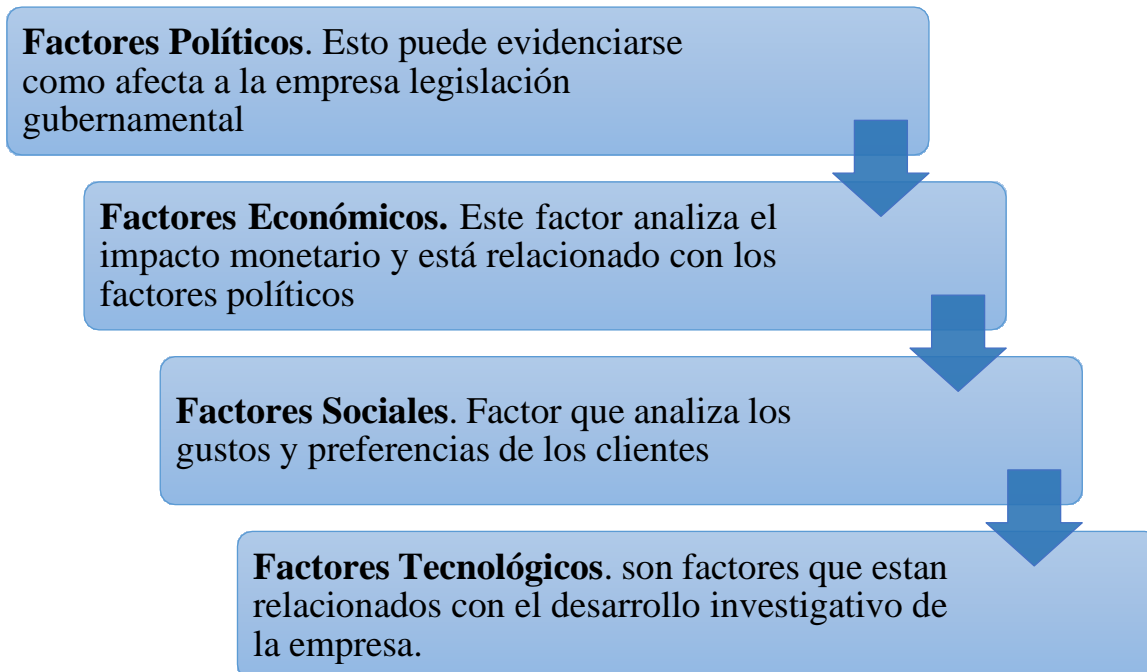 Factores Políticos. Esto puede evidenciarse
como afecta a la empresa legislación
gubernamental
Factores Económicos. Este factor analiza el
impacto monetario y está relacionado con los
factores políticos
Factores Sociales. Factor que analiza los
gustos y preferencias de los clientes
Factores Tecnológicos. son factores que estan
relacionados con el desarrollo investigativo de
la empresa.